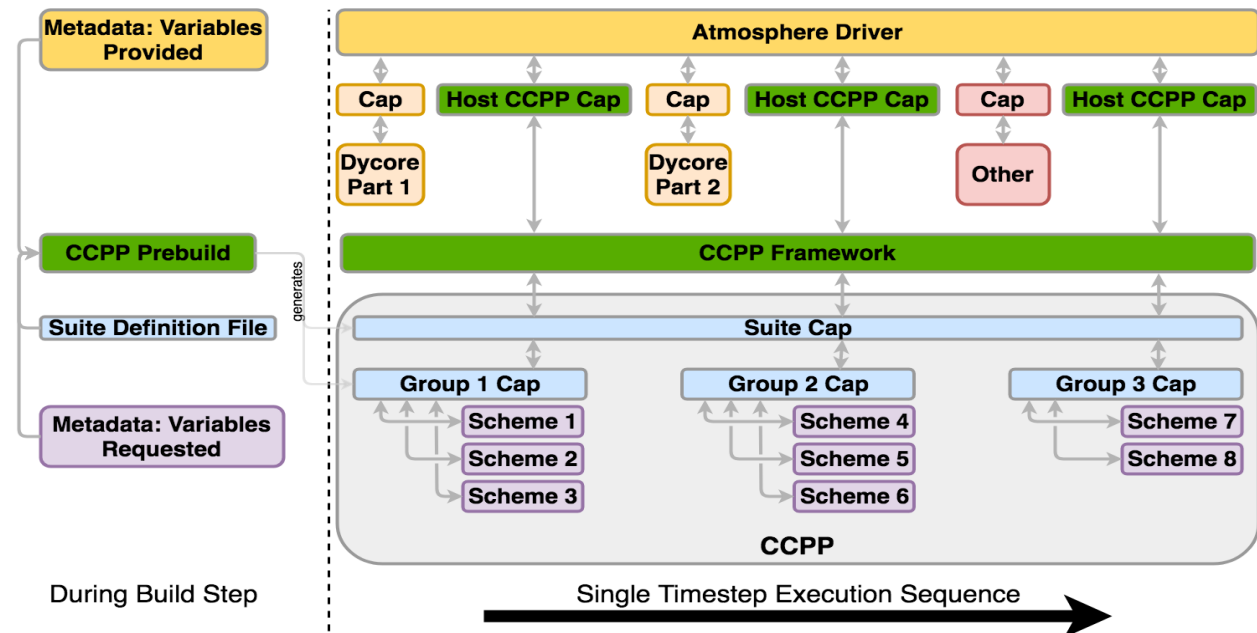 Metadata: Variables
Provided
CCPP Prebuild
Suite Definition File
Metadata: Variables
Requested
During Build Step
generates
Atmosphere Driver
Cap
Host CCPP Cap
Cap
Host CCPP Cap
Cap
Host CCPP Cap
Dycore
Part 1
Dycore
Part 2
Other
CCPP Framework
Suite Cap
Group 1 Cap
Group 2 Cap
Group 3 Cap
Scheme 1
Scheme 2
Scheme 3
Scheme 4
Scheme 5
Scheme 6
Scheme 7
Scheme 8
CCPP
Single Timestep Execution Sequence